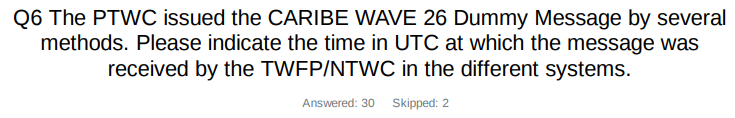 Q6 The PTWC issued the CARIBE WAVE 26 Dummy Message by several
methods. Please indicate the time in UTC at which the message was
received by the TWFP/NTWC in the different systems.
Answered: 30 Skipped: 2